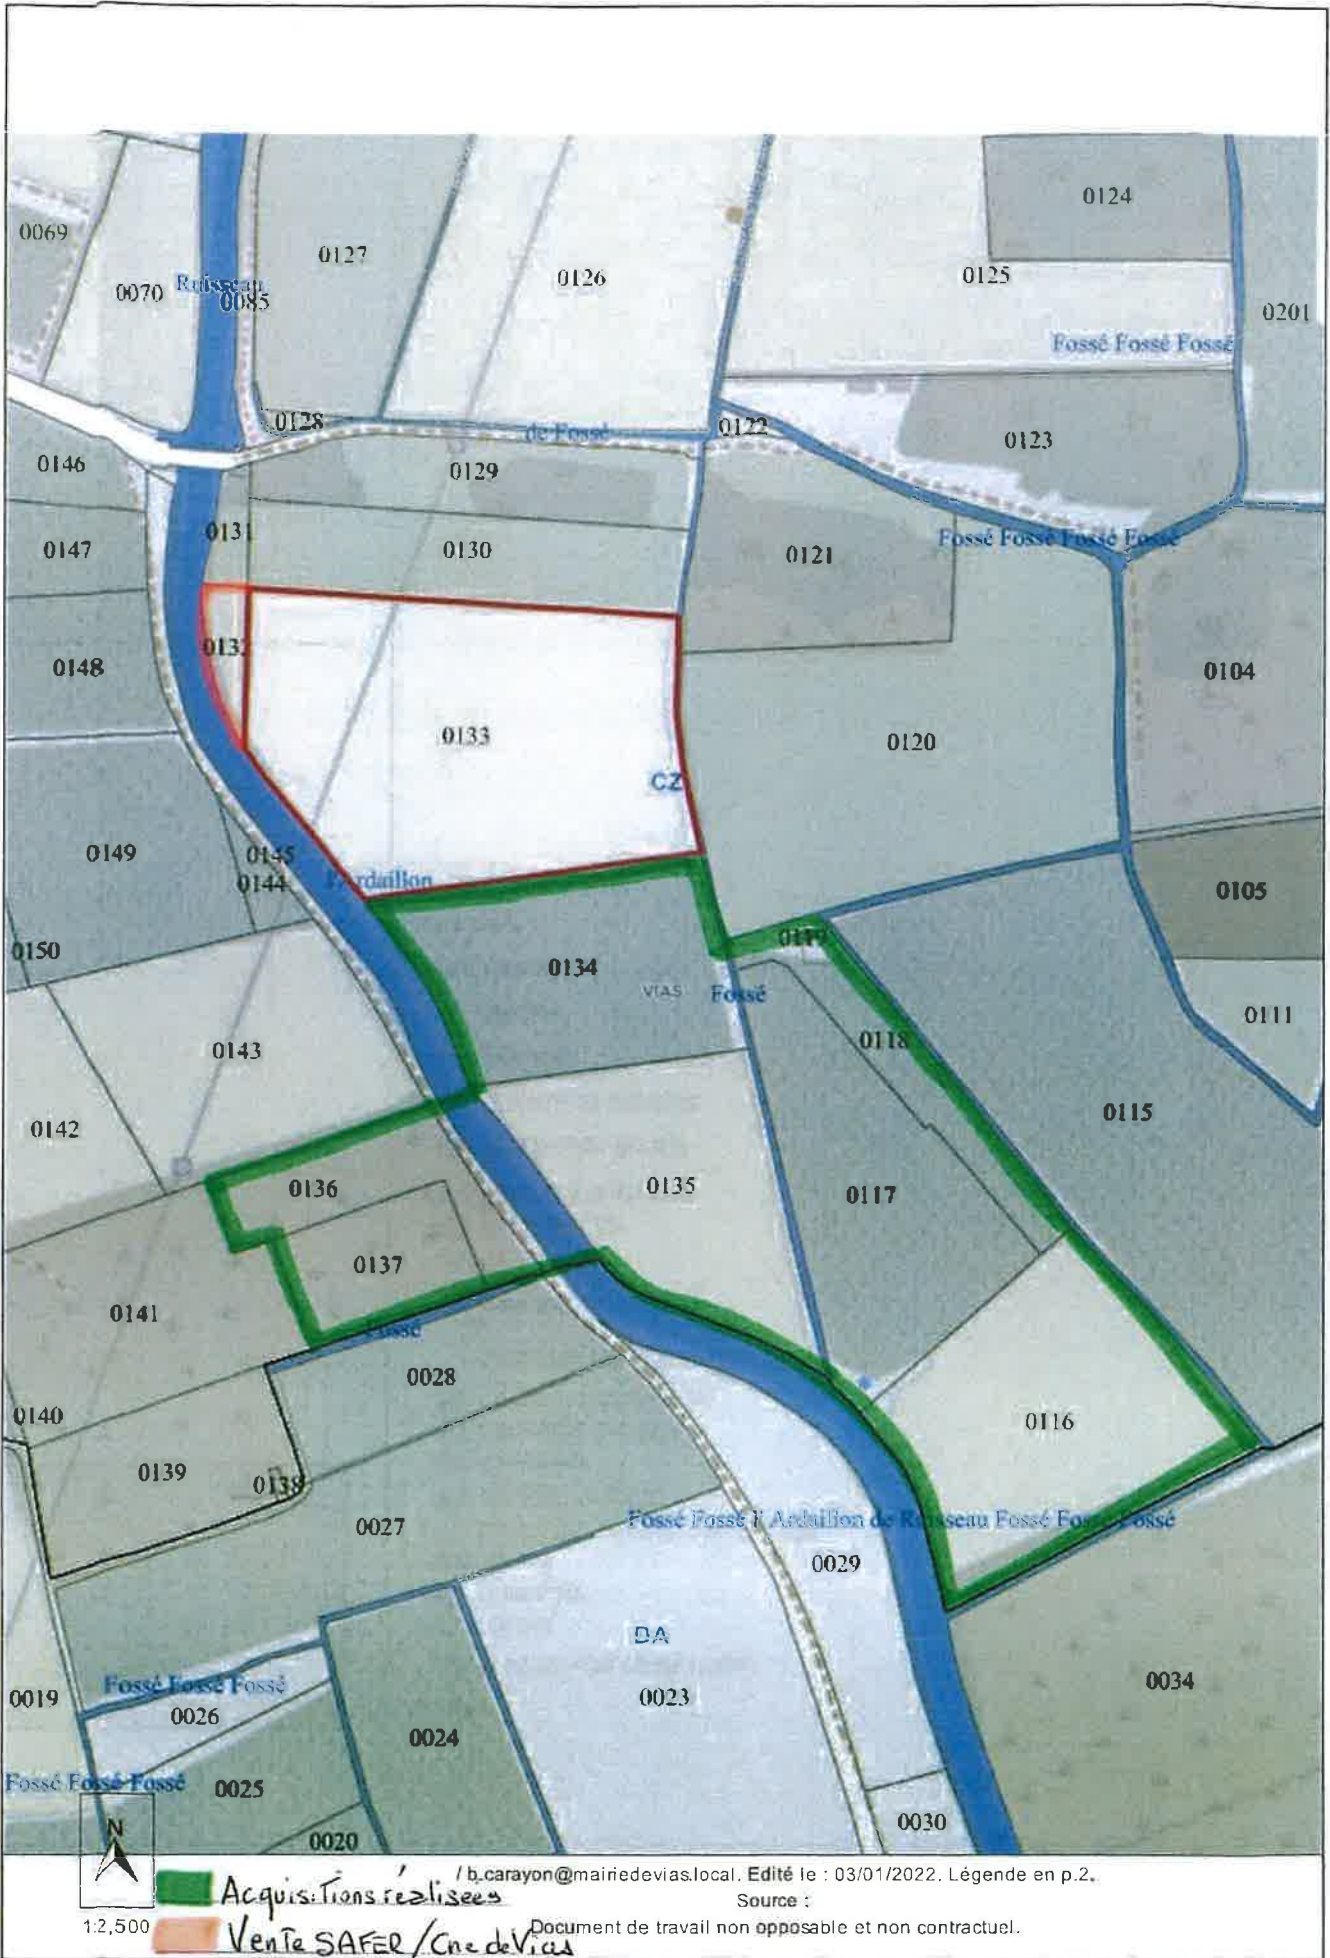 0124
0069
0127
0126
0125
0070
Ruisseau
0085
0201
Fossé Fossé Fossé
0128
de Fossé
0122
0123
0146
0129
0131
0130
0147
Fossé Fossé Fossé Fossé
0121
0132
0148
0104
0133
0120
CZ
0149
0145
0144
l'Ardaillon
0105
0150
0119
0134
VIAS
Fossé
0111
0143
0118
0142
0115
0136
0135
0117
0137
0141
Fossé
0028
0140
0116
0139
0138
0027
Fossé Fossé l'Ardaillon de Ruisseau Fossé Fossé Fossé
0029
DA
0034
Fossé Fossé Fossé
0019
0023
0026
0024
Fossé Fossé Fossé
0025
0030
N
0020
/ b.carayon@mairiedevias.local. Edité le : 03/01/2022. Légende en p.2.
Acquisitions réalisees
Source :
1:2,500
Document de travail non opposable et non contractuel.
Vente SAFER / Cne de Vias